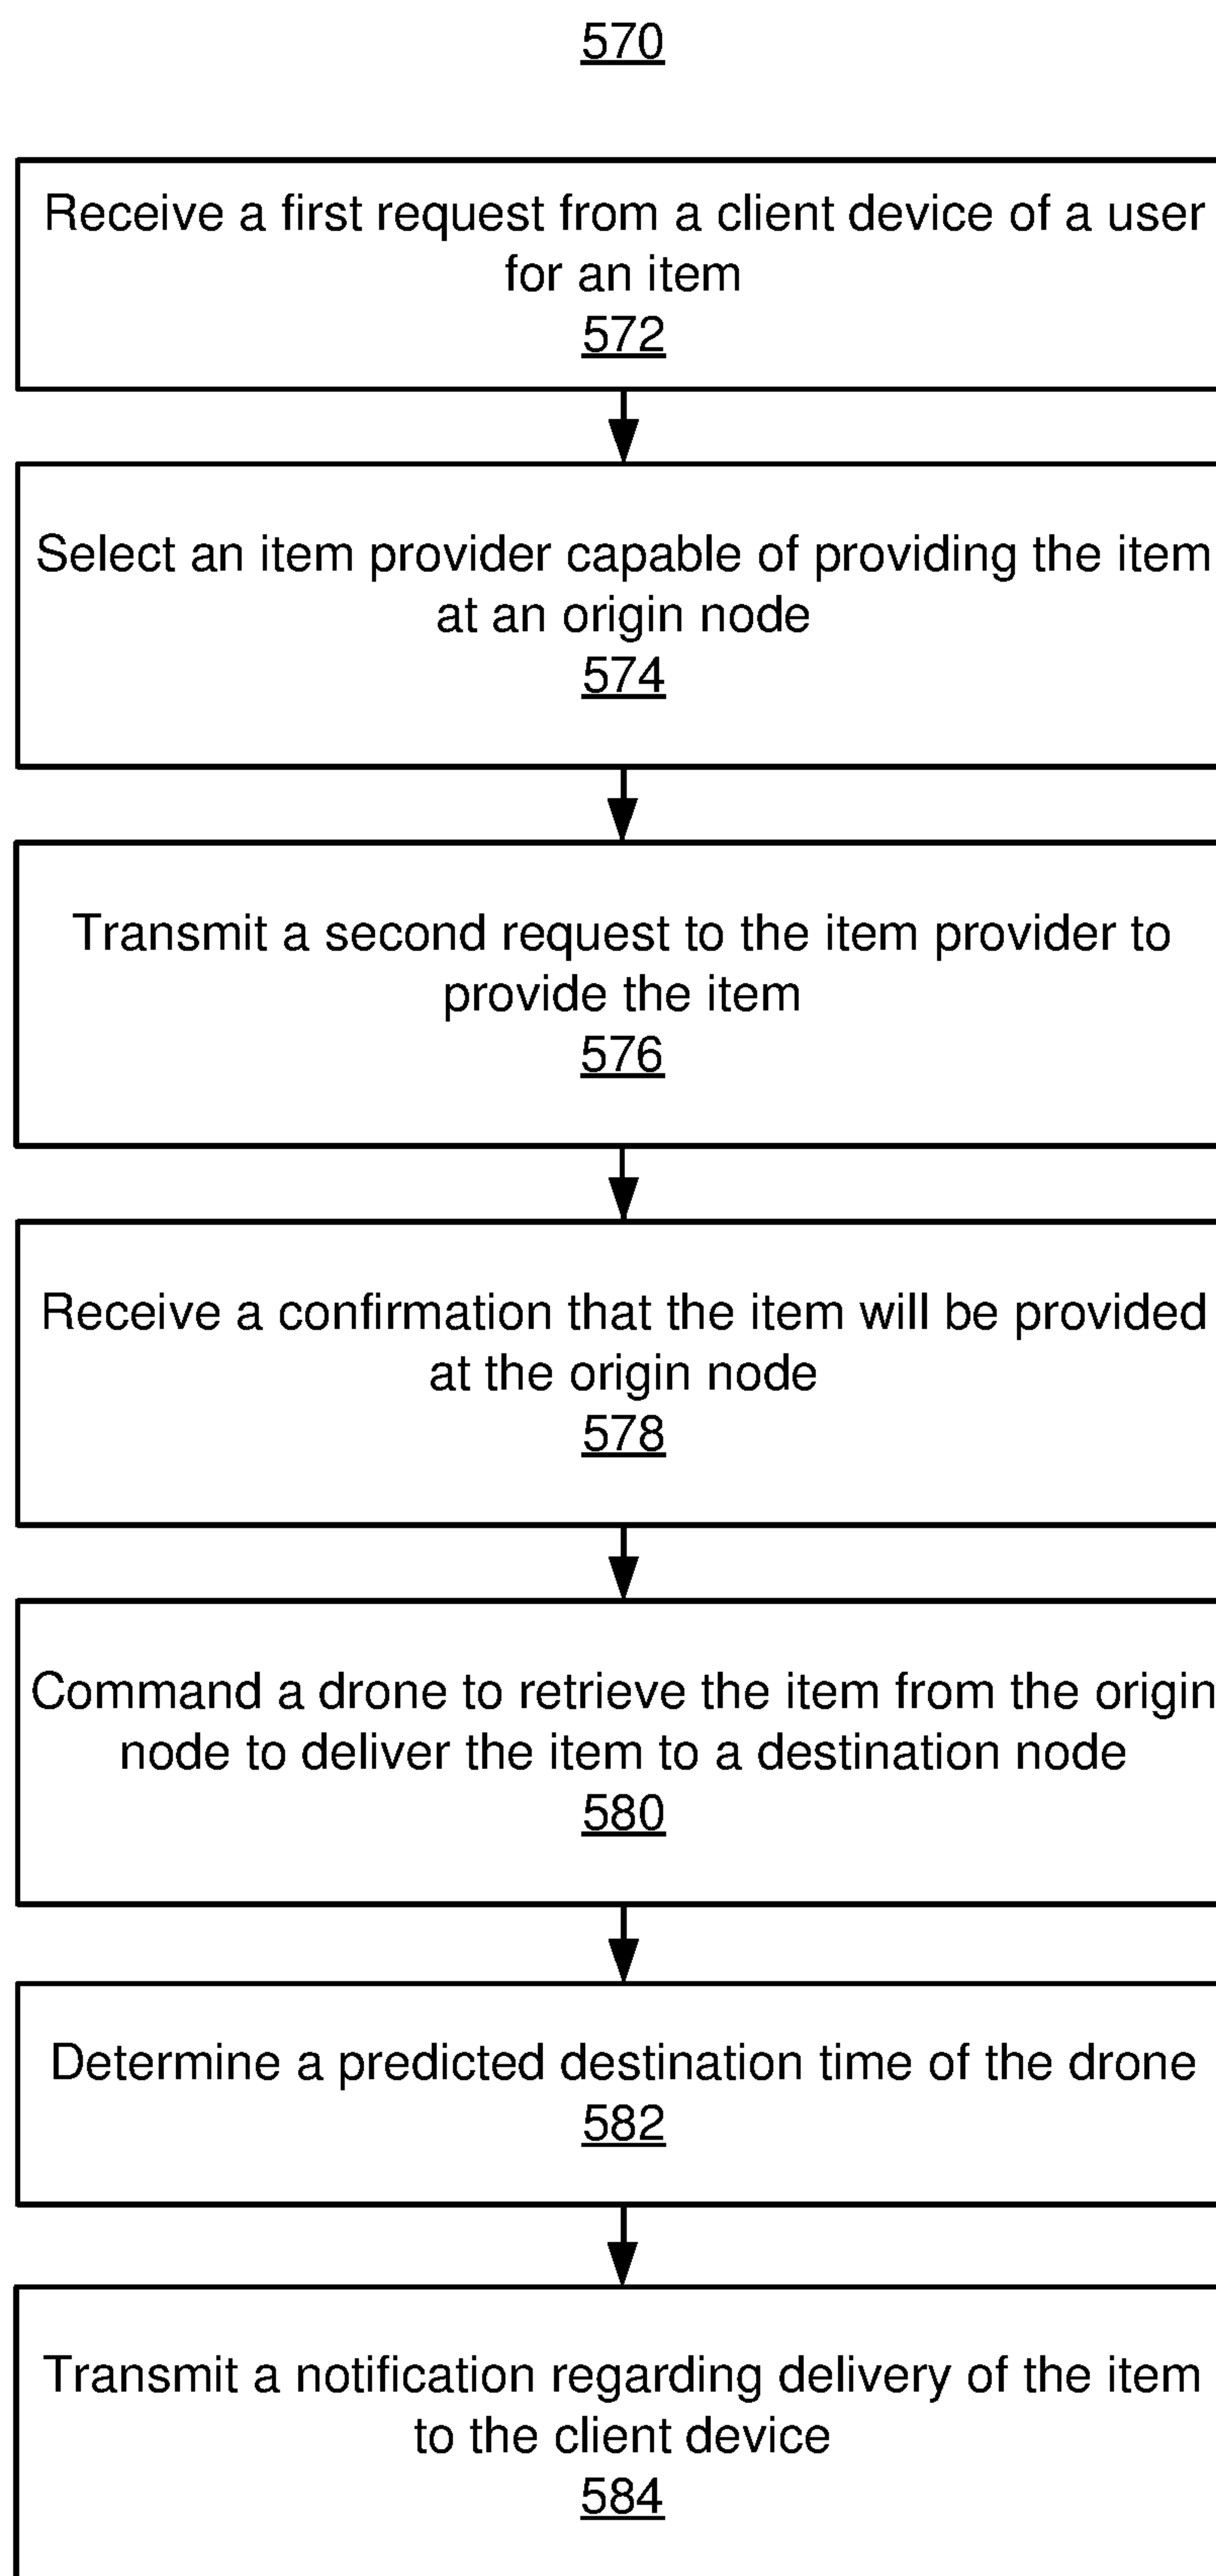 570
Receive a first request from a client device of a user
for an item
572
Select an item provider capable of providing the item
at an origin node
574
Transmit a second request to the item provider to
provide the item
576
Receive a confirmation that the item will be provided
at the origin node
578
Command a drone to retrieve the item from the origin
node to deliver the item to a destination node
580
Determine a predicted destination time of the drone
582
Transmit a notification regarding delivery of the item
to the client device
584